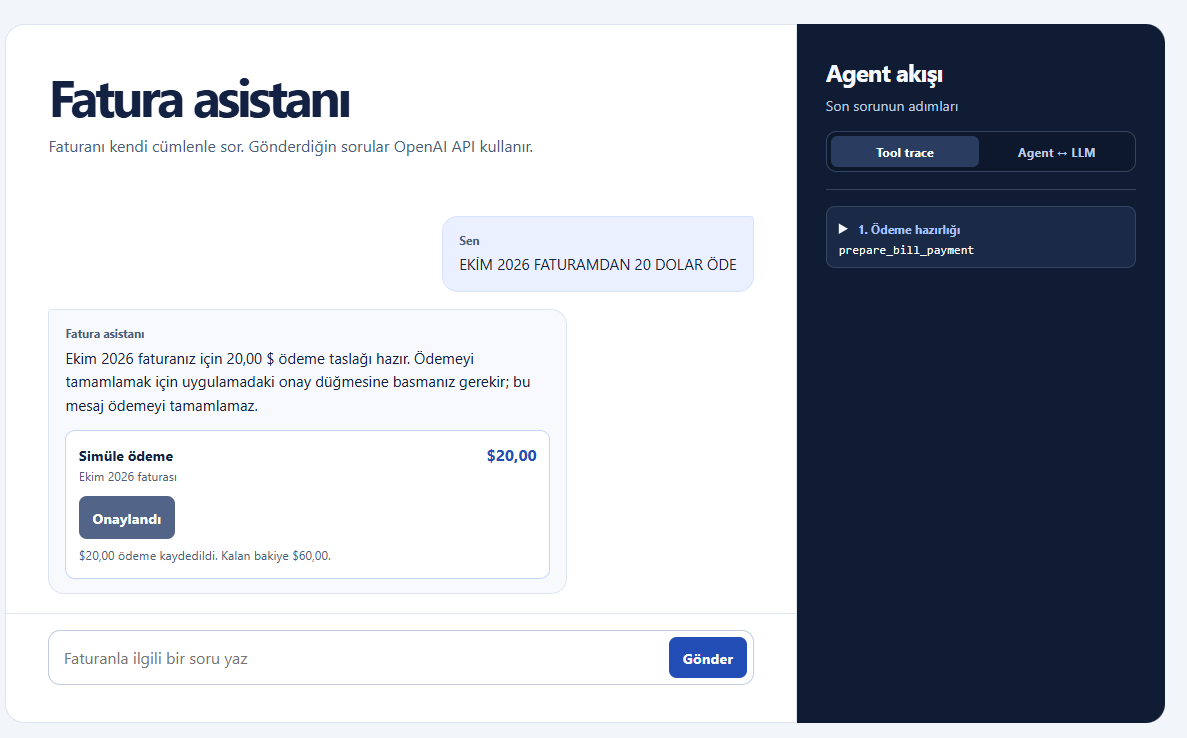 Fatura asistanı
Faturanı kendi cümlenle sor. Gönderdiğin sorular OpenAI API kullanır.
Sen
EKİM 2026 FATURAMDAN 20 DOLAR ÖDE
Fatura asistanı
Ekim 2026 faturanız için 20,00 $ ödeme taslağı hazır. Ödemeyi
tamamlamak için uygulamadaki onay düğmesine basmanız gerekir; bu
mesaj ödemeyi tamamlamaz.
Simüle ödeme
$20,00
Ekim 2026 faturası
Onaylandı
$20,00 ödeme kaydedildi. Kalan bakiye $60,00.
Faturanla ilgili bir soru yaz
Gönder
Agent akışı
Son sorunun adımları
Tool trace
Agent ↔ LLM
1. Ödeme hazırlığı
prepare_bill_payment